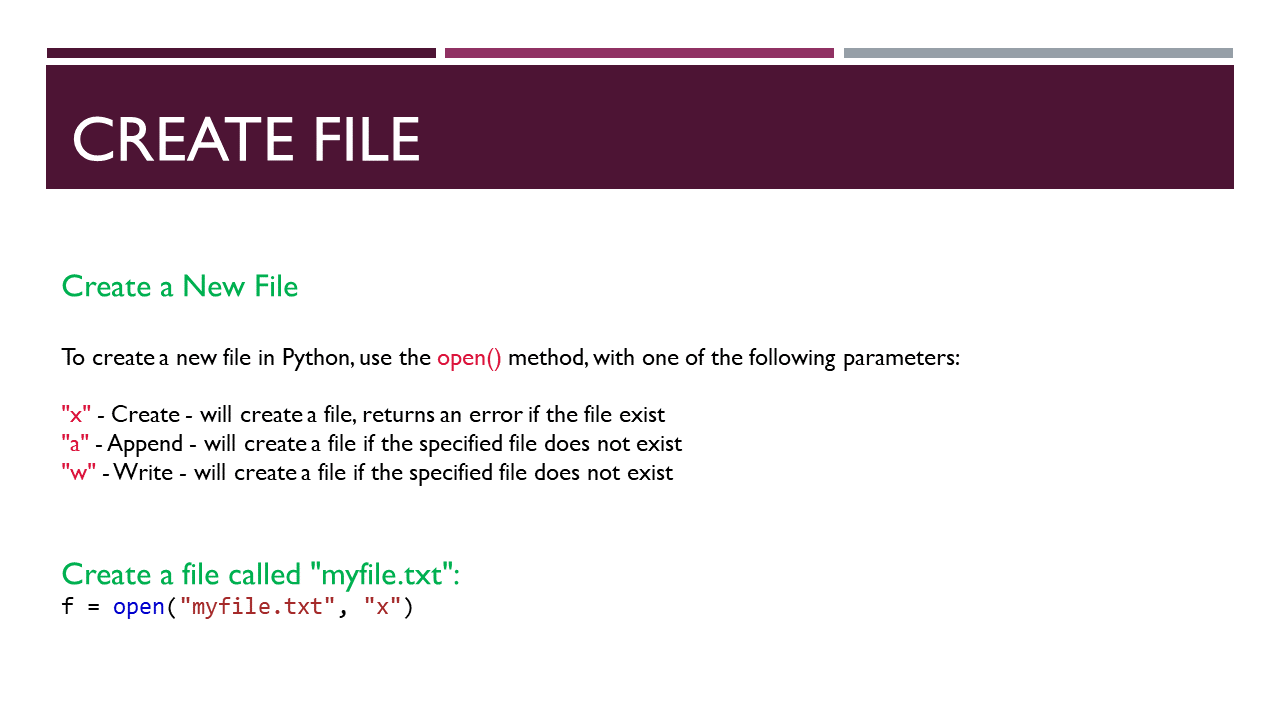 CREATE FILE
Create a New File
To create a new file in Python, use the open() method, with one of the following parameters:
"x" - Create - will create a file, returns an error if the file exist
"a" - Append - will create a file if the specified file does not exist
"w" - Write - will create a file if the specified file does not exist
Create a file called "myfile.txt":
f = open("myfile.txt", "x")